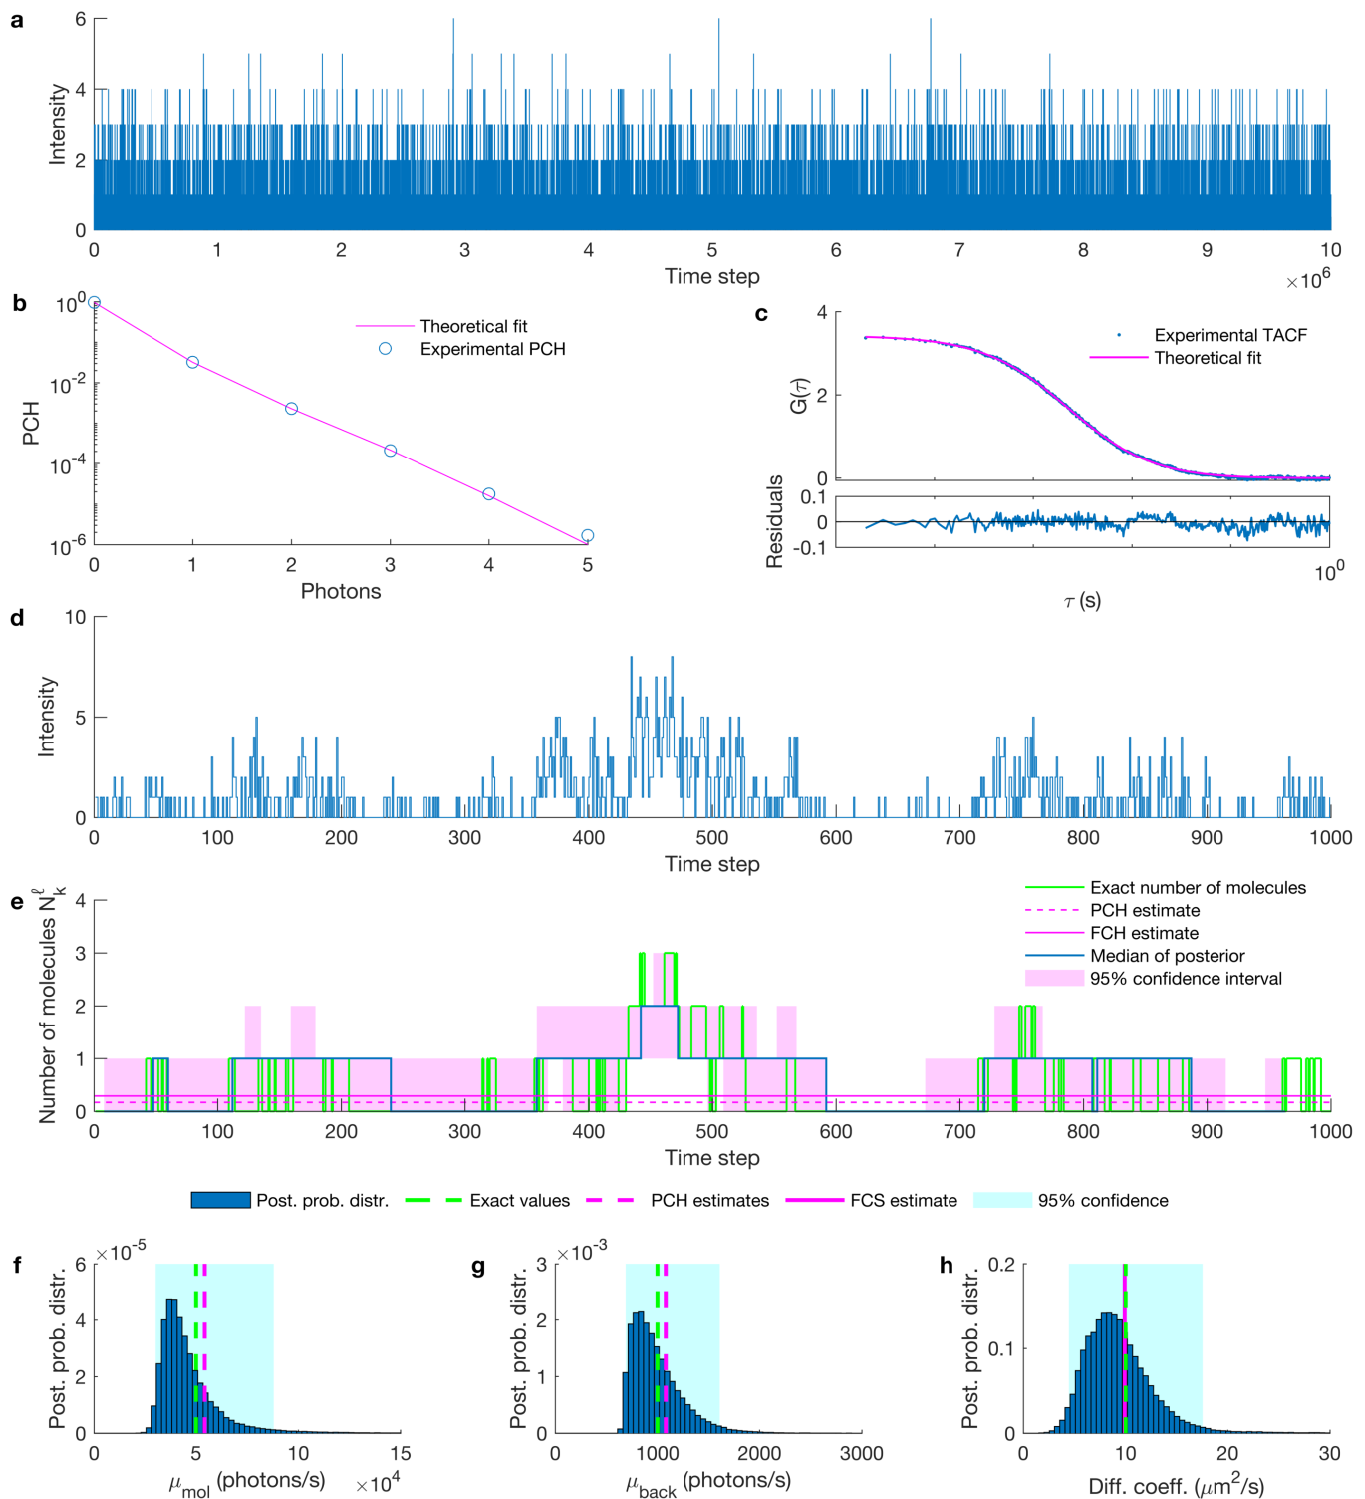 a
Intensity
6
4
2
0
0 1 2 3 4 5 6 7 8 9 10
Time step
×10^6
b
PCH
10^0
10^-2
10^-4
10^-6
Theoretical fit
Experimental PCH
0 1 2 3 4 5
Photons
c
G(τ)
4
2
0
Experimental TACF
Theoretical fit
Residuals
0.1
0
-0.1
10^0
τ (s)
d
Intensity
10
5
0
0 100 200 300 400 500 600 700 800 900 1000
Time step
e
Number of molecules N_k^ℓ
4
3
2
1
0
Exact number of molecules
PCH estimate
FCH estimate
Median of posterior
95% confidence interval
0 100 200 300 400 500 600 700 800 900 1000
Time step
Post. prob. distr. Exact values PCH estimates FCS estimate 95% confidence
f
×10^-5
Post. prob. distr.
6
4
2
0
0 5 10 15
μ_mol (photons/s) ×10^4
g
×10^-3
Post. prob. distr.
3
2
1
0
0 1000 2000 3000
μ_back (photons/s)
h
Post. prob. distr.
0.2
0.1
0
0 10 20 30
Diff. coeff. (μm^2/s)